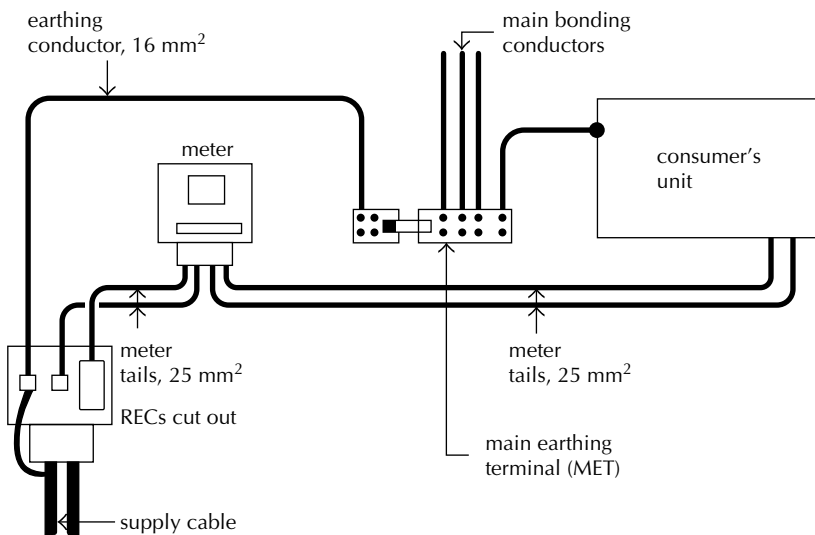 earthing
conductor, 16 mm²
main bonding
conductors
meter
consumer’s
unit
meter
tails, 25 mm²
meter
tails, 25 mm²
RECs cut out
main earthing
terminal (MET)
supply cable